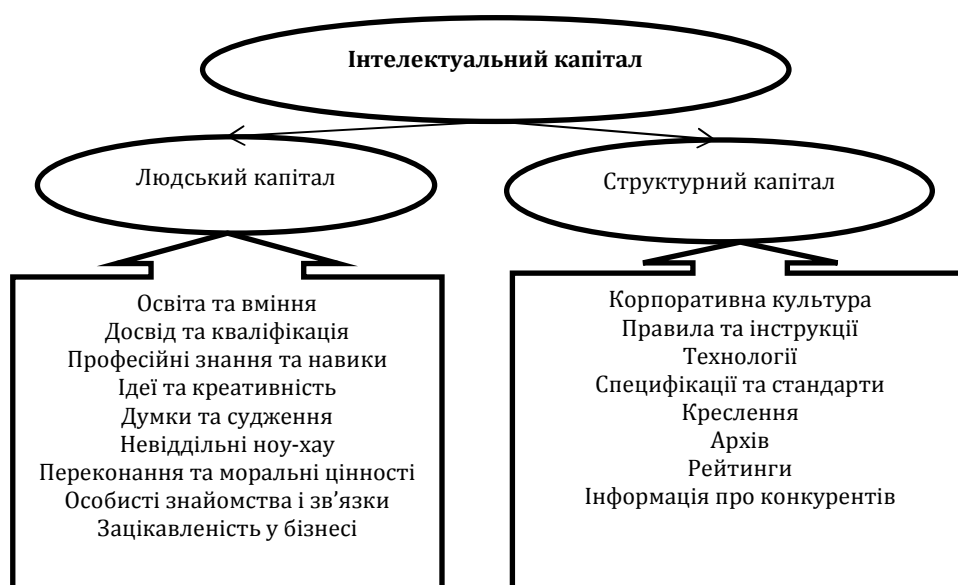 Інтелектуальний капітал
Людський капітал
Структурний капітал
Освіта та вміння
Досвід та кваліфікація
Професійні знання та навики
Ідеї та креативність
Думки та судження
Невіддільні ноу-хау
Переконання та моральні цінності
Особисті знайомства і зв’язки
Зацікавленість у бізнесі
Корпоративна культура
Правила та інструкції
Технології
Специфікації та стандарти
Креслення
Архів
Рейтинги
Інформація про конкурентів